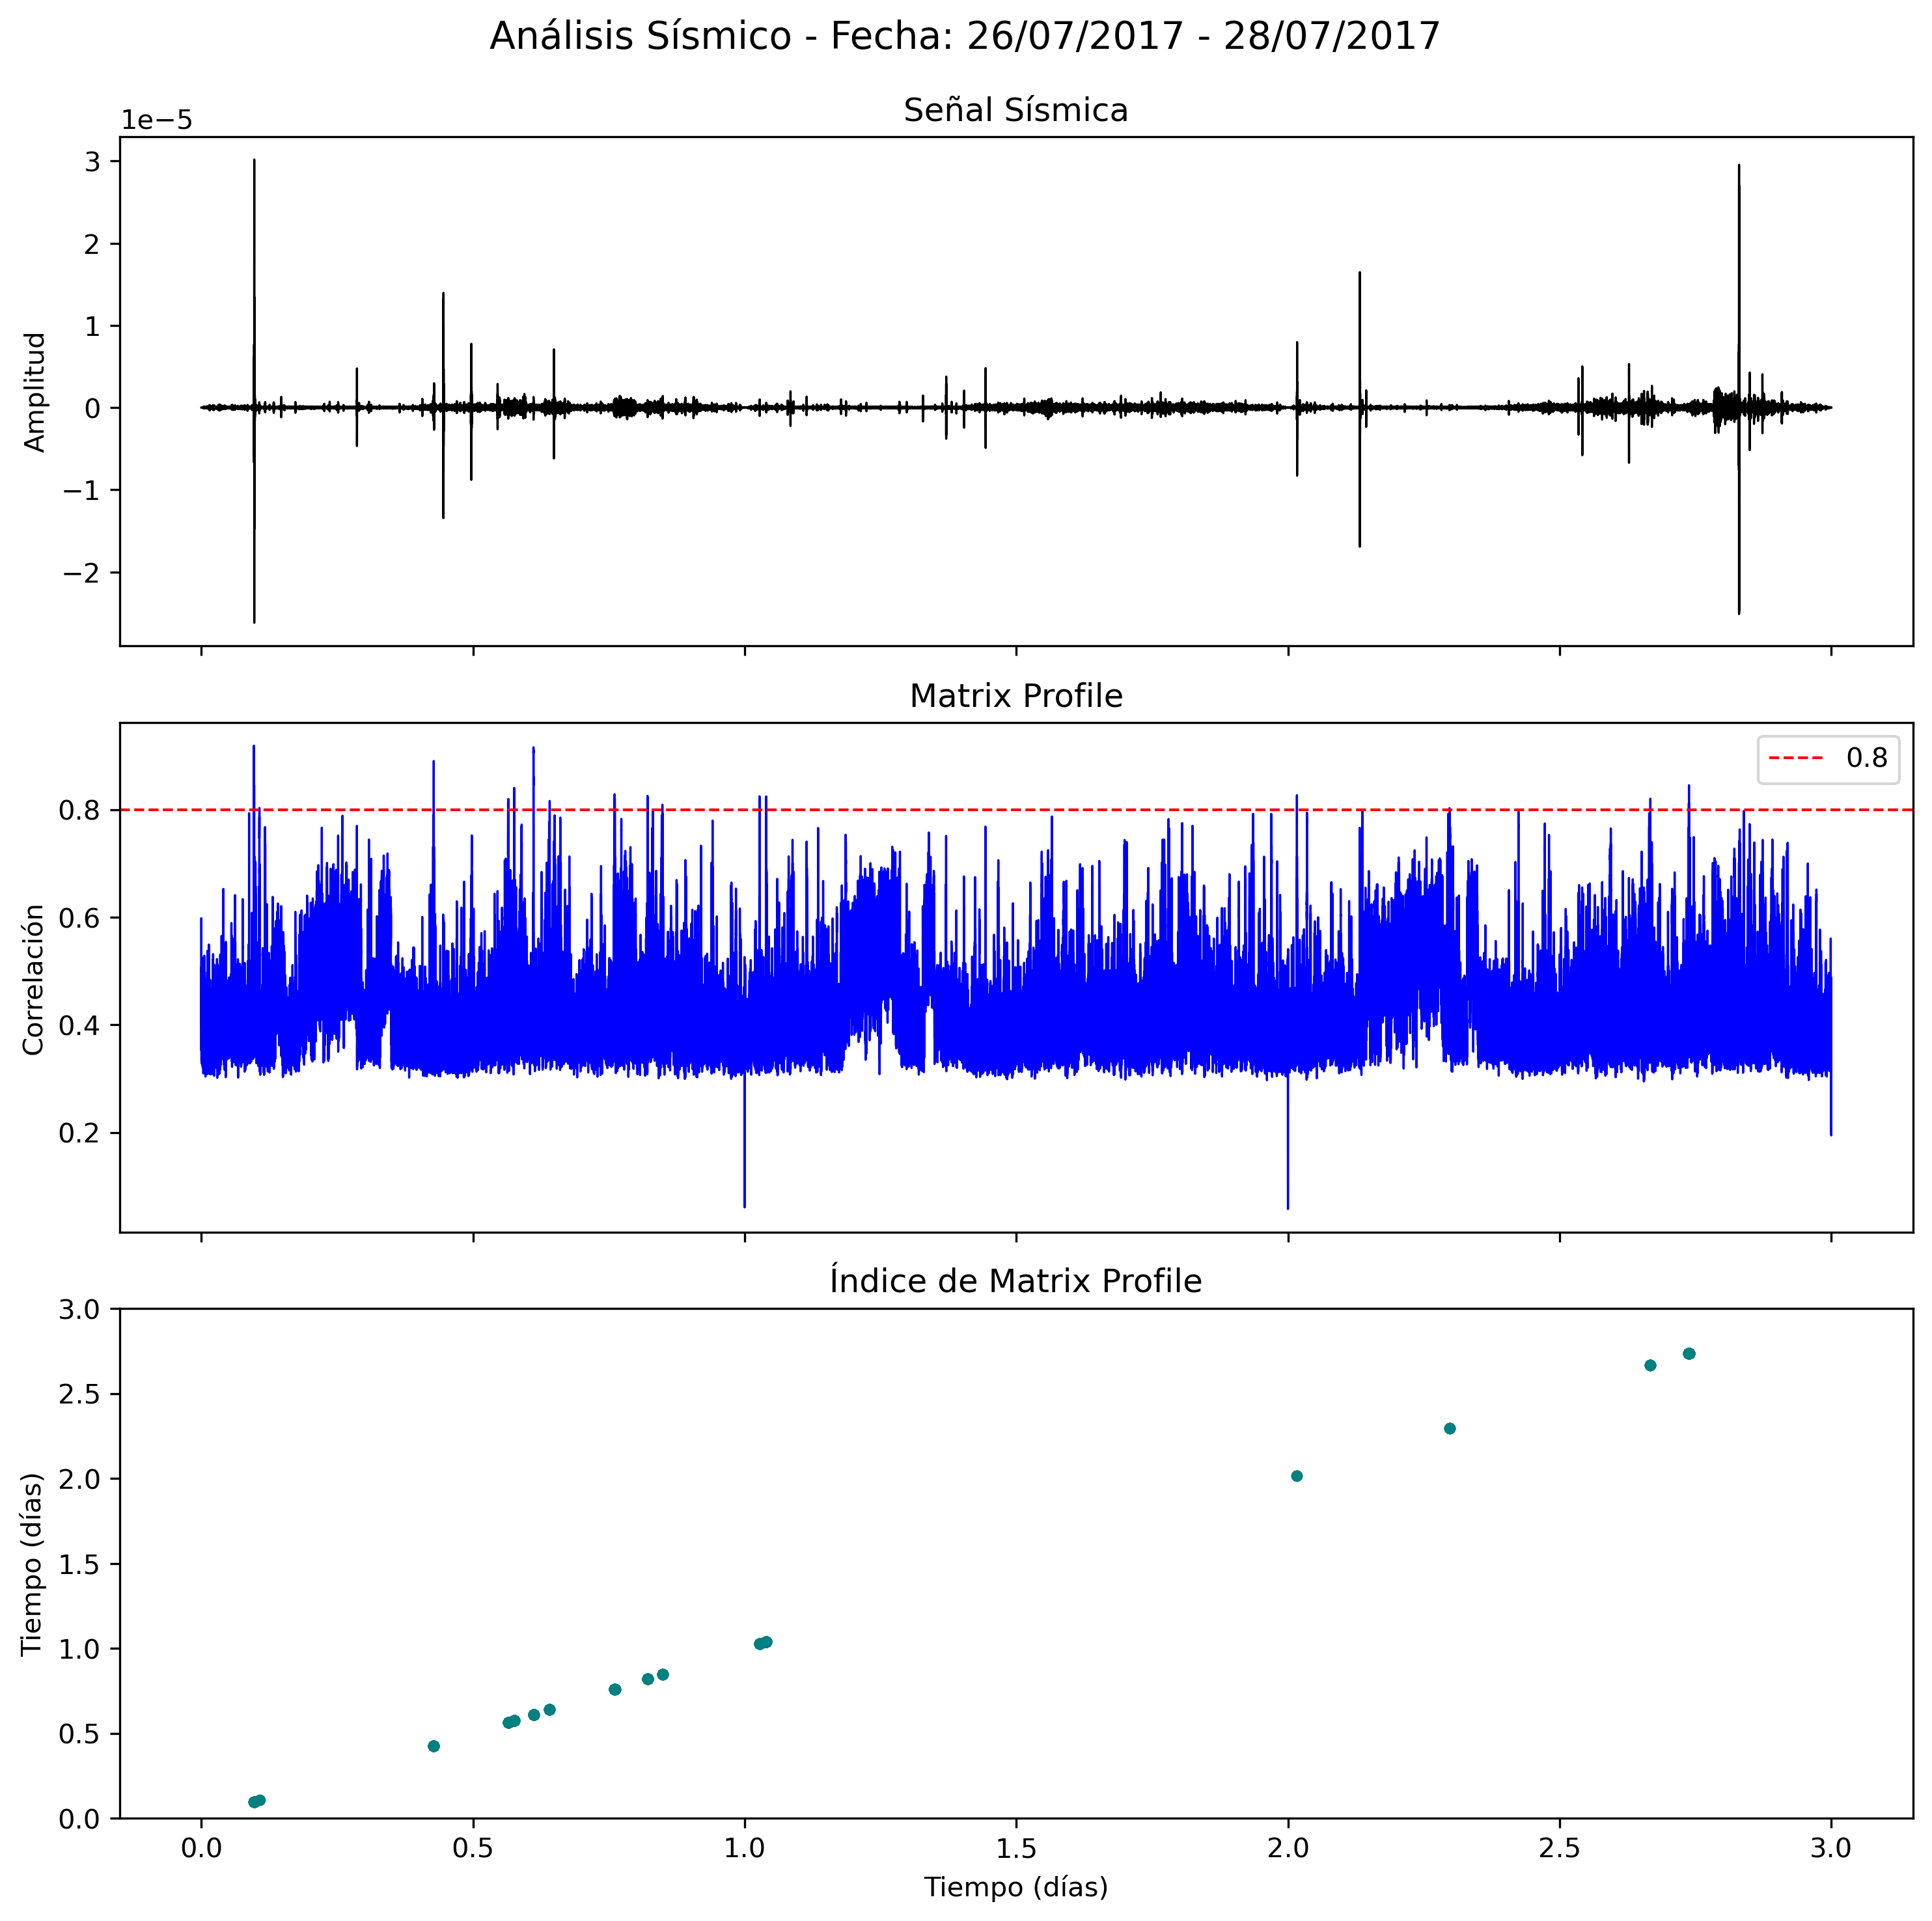 Análisis Sísmico - Fecha: 26/07/2017 - 28/07/2017
Señal Sísmica
1e−5
3
2
1
0
−1
−2
Amplitud
Matrix Profile
0.8
0.8
0.6
0.4
0.2
Correlación
Índice de Matrix Profile
3.0
2.5
2.0
1.5
1.0
0.5
0.0
Tiempo (días)
0.0 0.5 1.0 1.5 2.0 2.5 3.0
Tiempo (días)